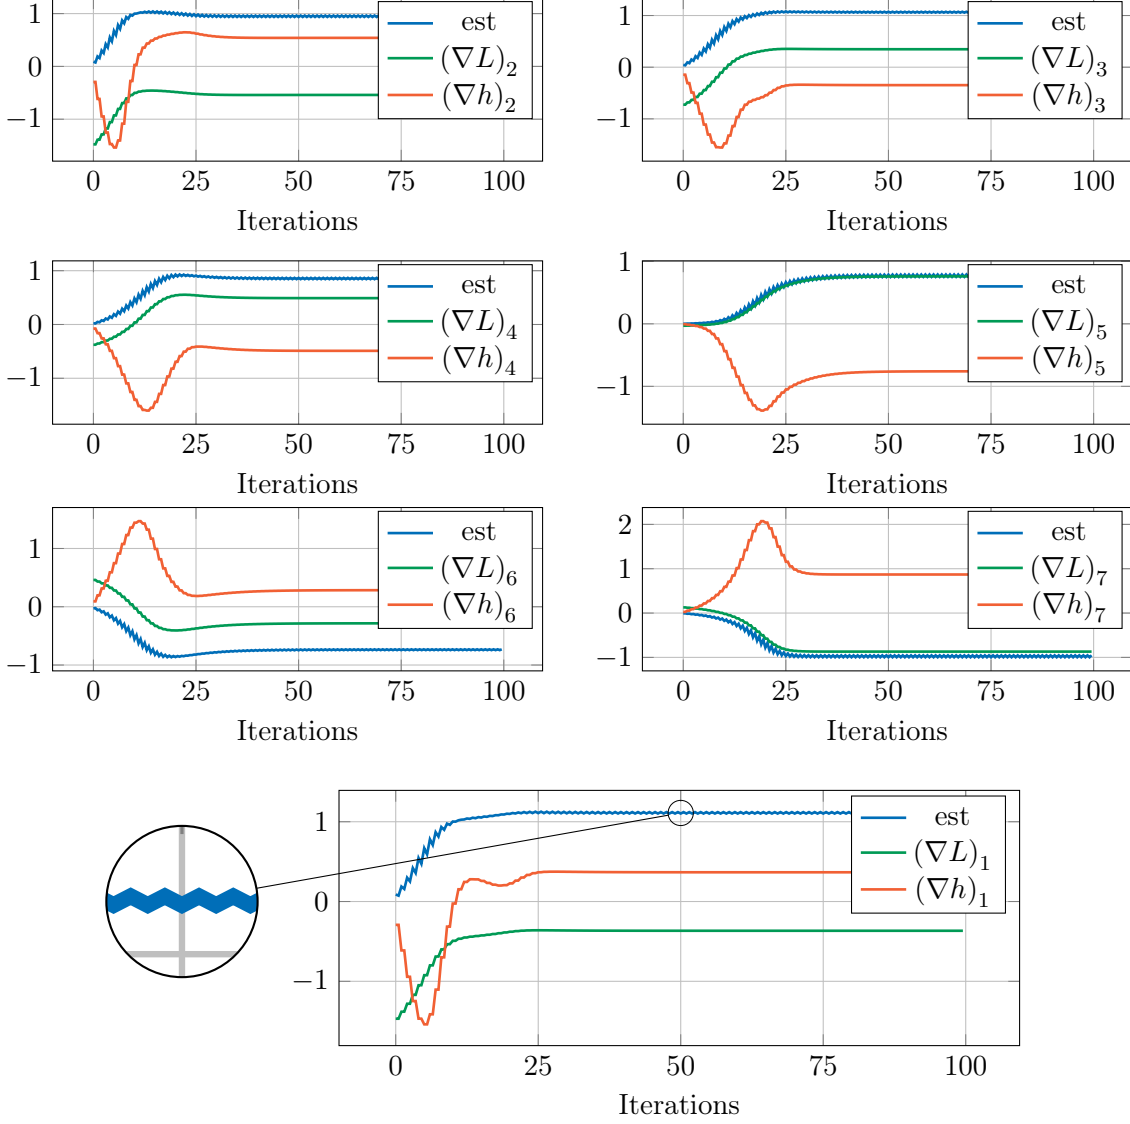 1
0
−1
0 25 50 75 100
Iterations
est
(∇L)₂
(∇h)₂
1
0
−1
0 25 50 75 100
Iterations
est
(∇L)₃
(∇h)₃
1
0
−1
0 25 50 75 100
Iterations
est
(∇L)₄
(∇h)₄
1
0
−1
0 25 50 75 100
Iterations
est
(∇L)₅
(∇h)₅
1
0
−1
0 25 50 75 100
Iterations
est
(∇L)₆
(∇h)₆
2
1
0
−1
0 25 50 75 100
Iterations
est
(∇L)₇
(∇h)₇
1
0
−1
0 25 50 75 100
Iterations
est
(∇L)₁
(∇h)₁